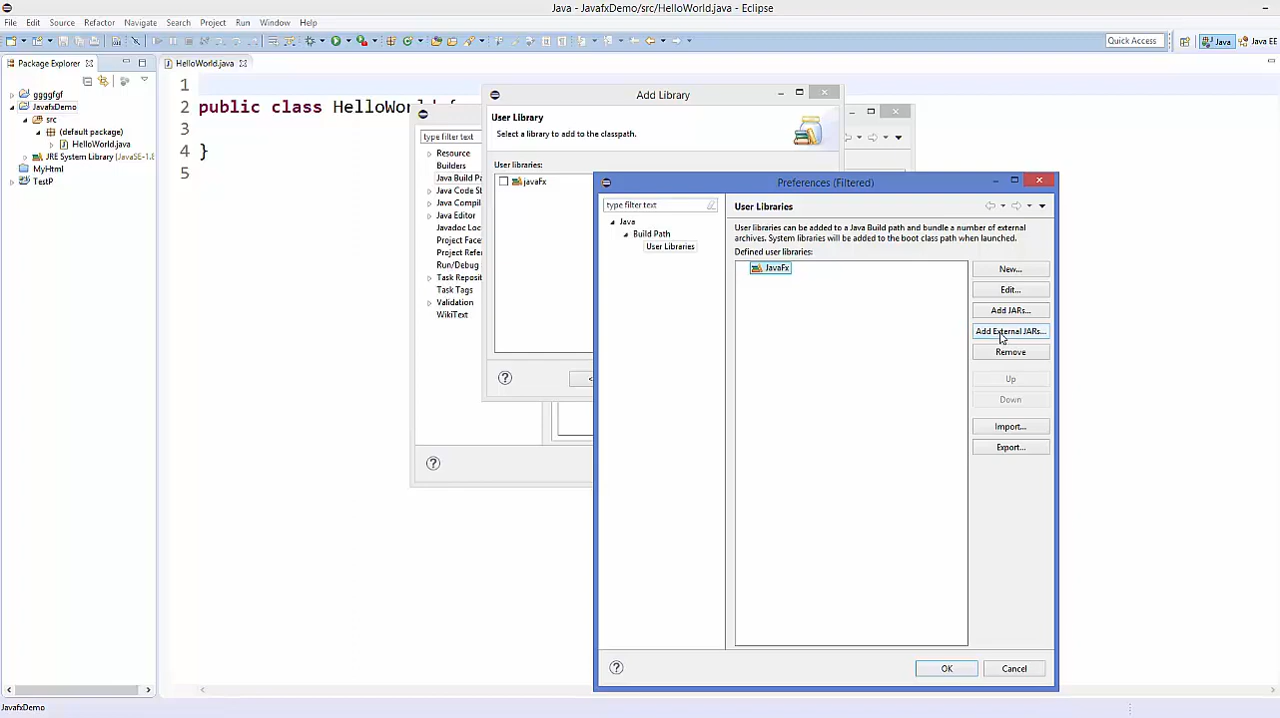 Java - JavafxDemo/src/HelloWorld.java - Eclipse
File Edit Source Refactor Navigate Search Project Run Window Help
Quick Access
Java
Java EE
Package Explorer
ggggfgf
JavafxDemo
src
(default package)
HelloWorld.java
JRE System Library [JavaSE-1.8
MyHtml
TestP
HelloWorld.java
1
2 public class HelloWorld {
3
4 }
5
type filter text
Resource
Builders
Java Build Pa
Java Code St
Java Compil
Java Editor
Javadoc Loc
Project Face
Project Refe
Run/Debug
Task Reposit
Task Tags
Validation
WikiText
Add Library
User Library
Select a library to add to the classpath.
User libraries:
javaFx
<
Preferences (Filtered)
type filter text
Java
Build Path
User Libraries
User Libraries
User libraries can be added to a Java Build path and bundle a number of external
archives. System libraries will be added to the boot class path when launched.
Defined user libraries:
JavaFx
New...
Edit...
Add JARs...
Add External JARs...
Remove
Up
Down
Import...
Export...
OK
Cancel
JavafxDemo